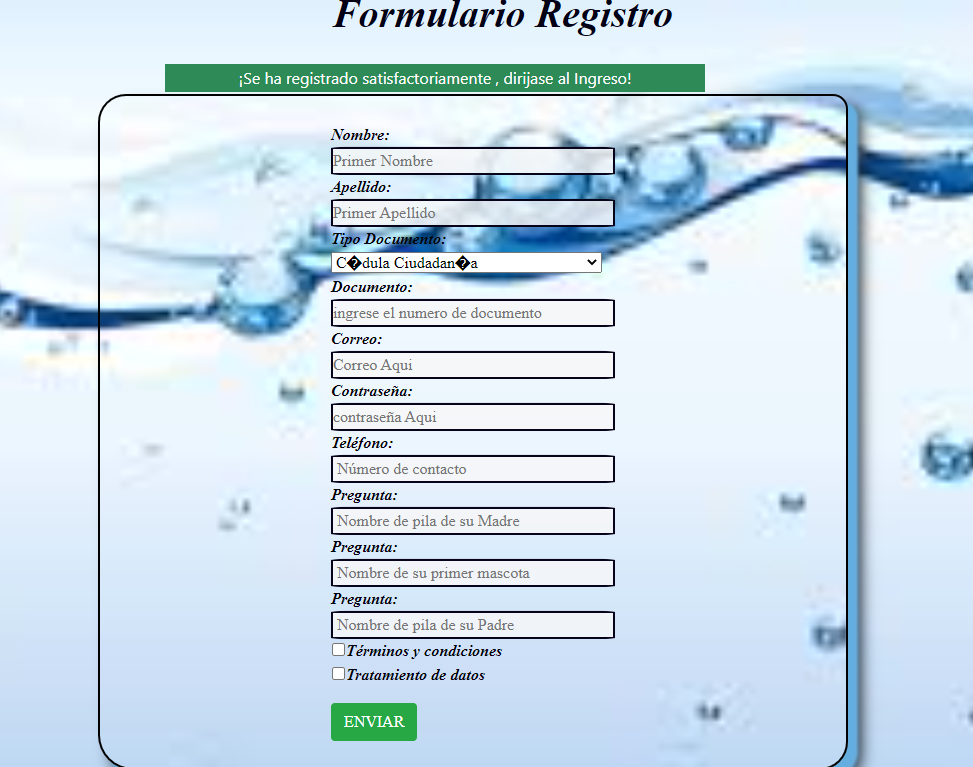 Formulario Registro
¡Se ha registrado satisfactoriamente , dirijase al Ingreso!
Nombre:
Primer Nombre
Apellido:
Primer Apellido
Tipo Documento:
C�dula Ciudadan�a
Documento:
ingrese el numero de documento
Correo:
Correo Aqui
Contraseña:
contraseña Aqui
Teléfono:
Número de contacto
Pregunta:
Nombre de pila de su Madre
Pregunta:
Nombre de su primer mascota
Pregunta:
Nombre de pila de su Padre
Términos y condiciones
Tratamiento de datos
ENVIAR